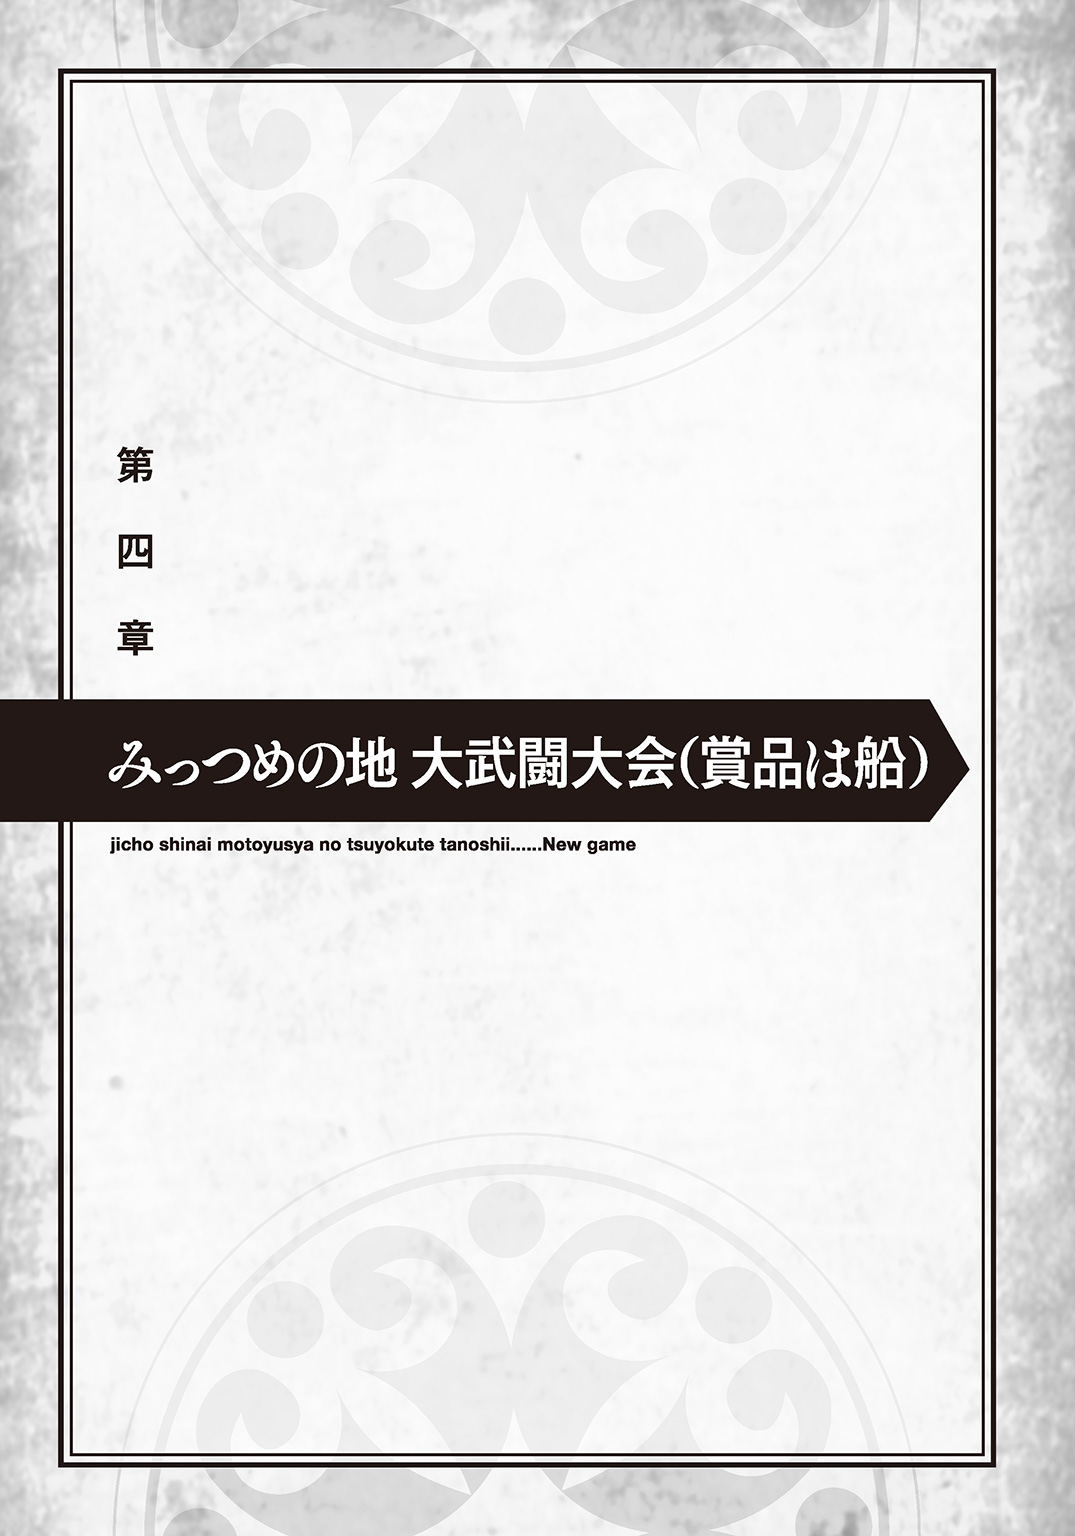 第四章
みっつめの地 大武闘大会(賞品は船)
jicho shinai motoyusya no tsuyokute tanoshii......New game